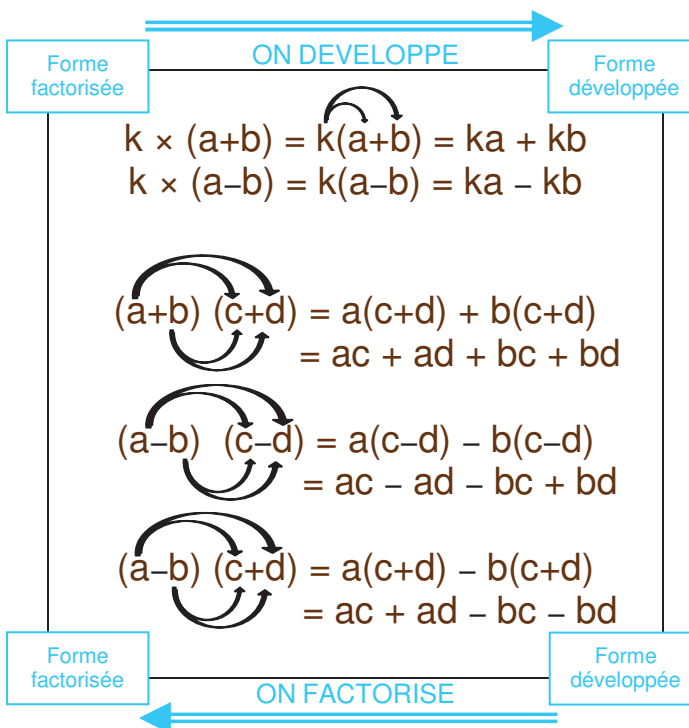 ON DEVELOPPE
Forme
factorisée
Forme
développée
k × (a+b) = k(a+b) = ka + kb
k × (a–b) = k(a–b) = ka – kb
(a+b) (c+d) = a(c+d) + b(c+d)
= ac + ad + bc + bd
(a–b) (c–d) = a(c–d) – b(c–d)
= ac – ad – bc + bd
(a–b) (c+d) = a(c+d) – b(c+d)
= ac + ad – bc – bd
Forme
factorisée
Forme
développée
ON FACTORISE